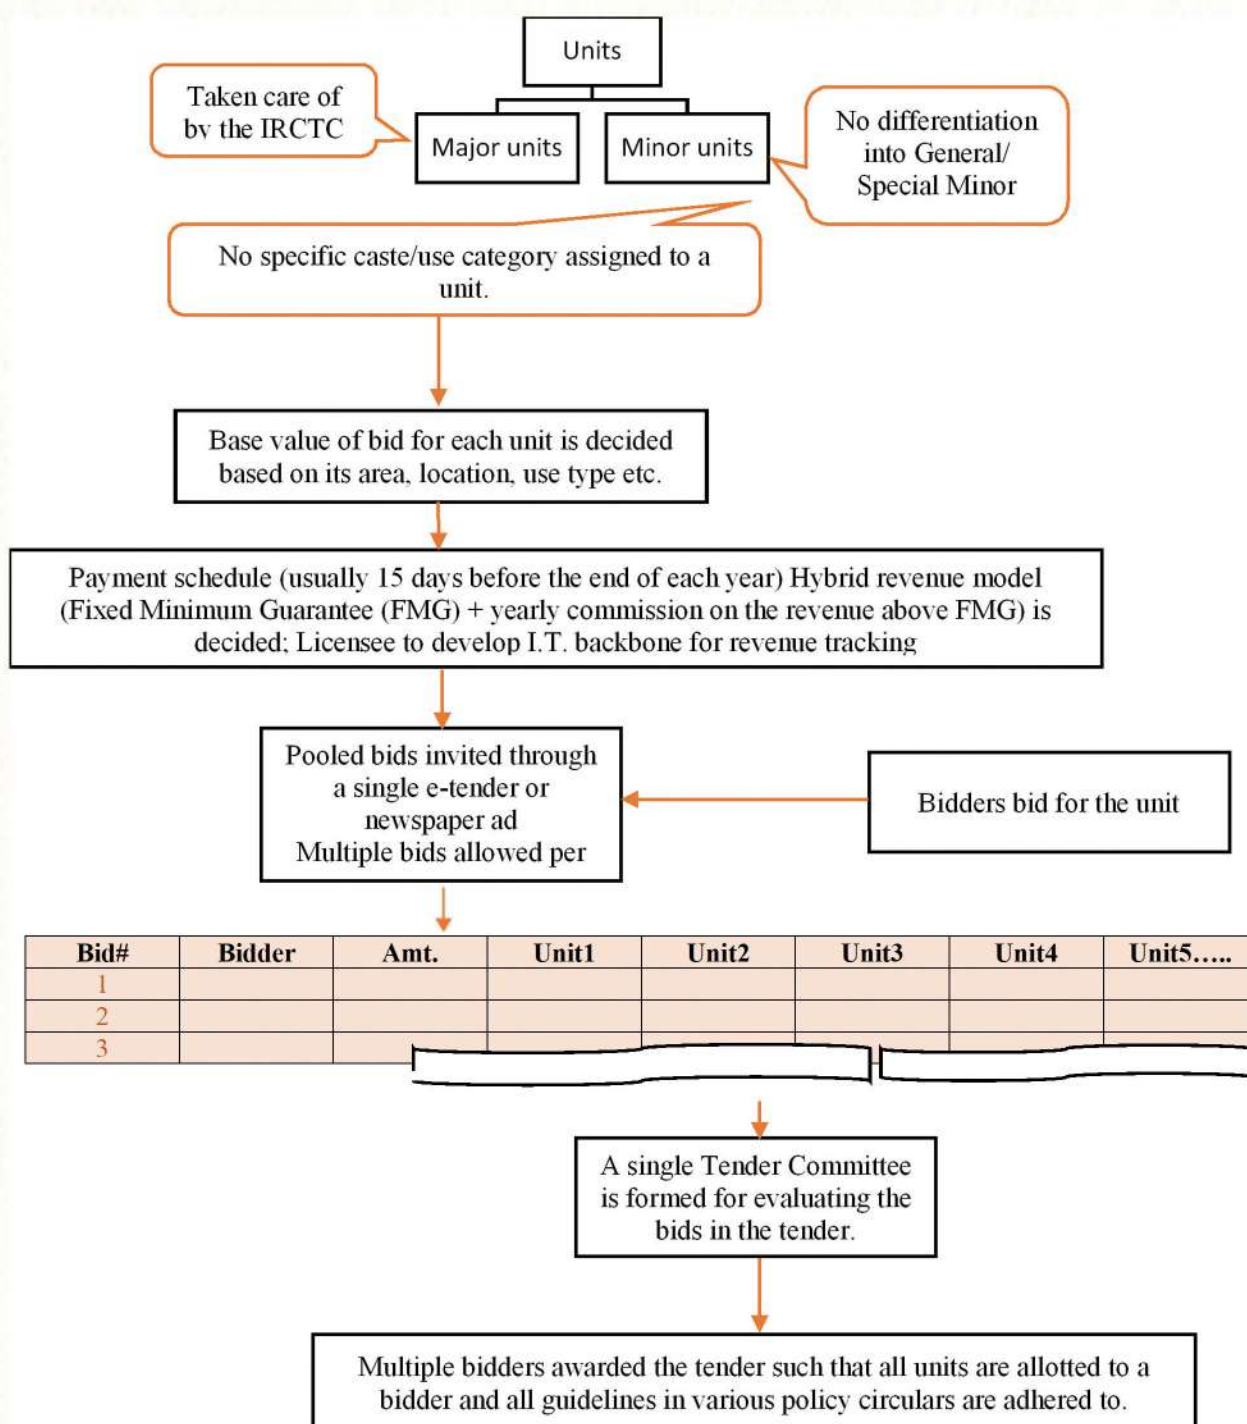 Units
Taken care of
by the IRCTC
Major units
Minor units
No differentiation
into General/
Special Minor
No specific caste/use category assigned to a
unit.
Base value of bid for each unit is decided
based on its area, location, use type etc.
Payment schedule (usually 15 days before the end of each year) Hybrid revenue model
(Fixed Minimum Guarantee (FMG) + yearly commission on the revenue above FMG) is
decided; Licensee to develop I.T. backbone for revenue tracking
Pooled bids invited through
a single e-tender or
newspaper ad
Multiple bids allowed per
Bidders bid for the unit
Bid# Bidder Amt. Unit1 Unit2 Unit3 Unit4 Unit5.....
1
2
3
A single Tender Committee
is formed for evaluating the
bids in the tender.
Multiple bidders awarded the tender such that all units are allotted to a
bidder and all guidelines in various policy circulars are adhered to.